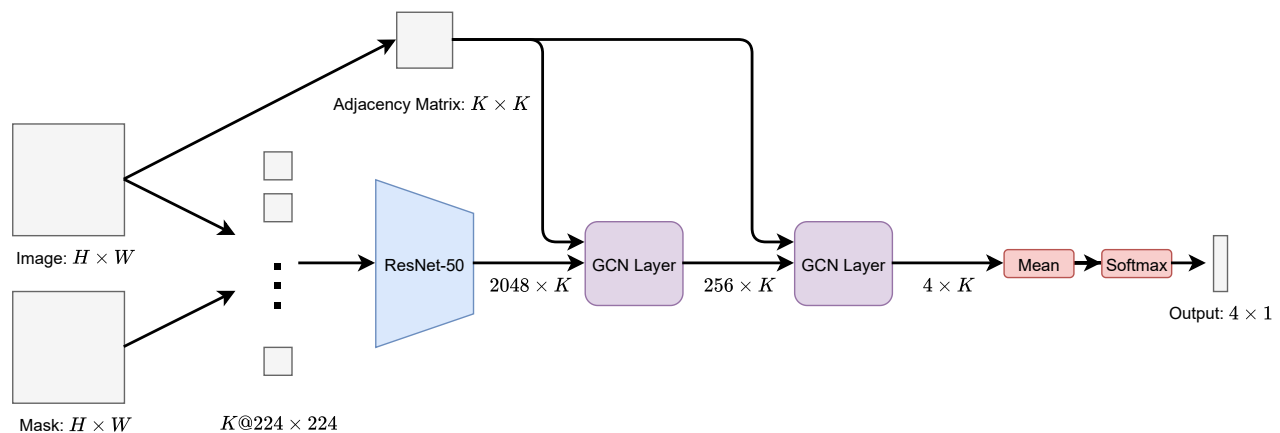 Adjacency Matrix: K × K
Image: H × W
ResNet-50
GCN Layer
GCN Layer
Mean
Softmax
2048 × K
256 × K
4 × K
Output: 4 × 1
Mask: H × W
K@224 × 224